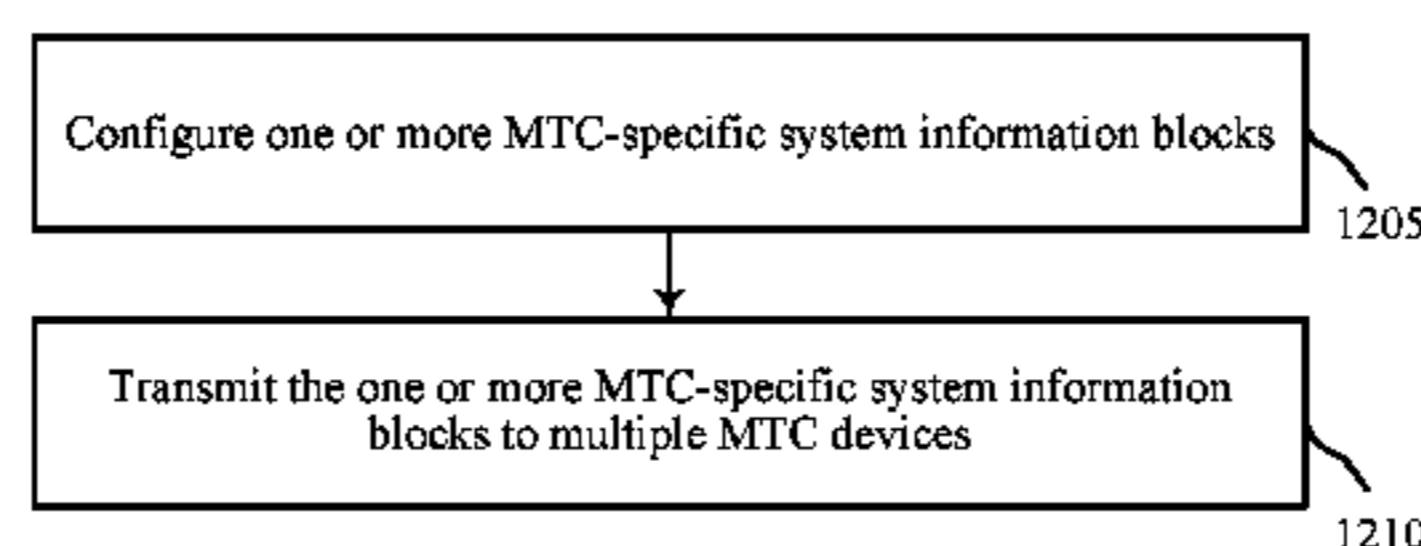 Configure one or more MTC-specific system information blocks
1205
Transmit the one or more MTC-specific system information
blocks to multiple MTC devices
1210